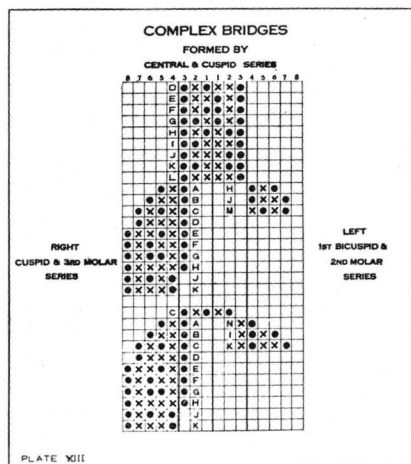 COMPLEX BRIDGES
FORMED BY
CENTRAL & CUSPID SERIES
8 7 6 5 4 3 2 1 1 2 3 4 5 6 7 8
D
E
F
G
H
I
J
K
L
A H
B J
C M
D
E
F
G
H
J
K
RIGHT
CUSPID & 3RD MOLAR
SERIES
LEFT
1ST BICUSPID &
2ND MOLAR
SERIES
C
A N
B I
C K
D
E
F
G
H
J
K
PLATE XIII